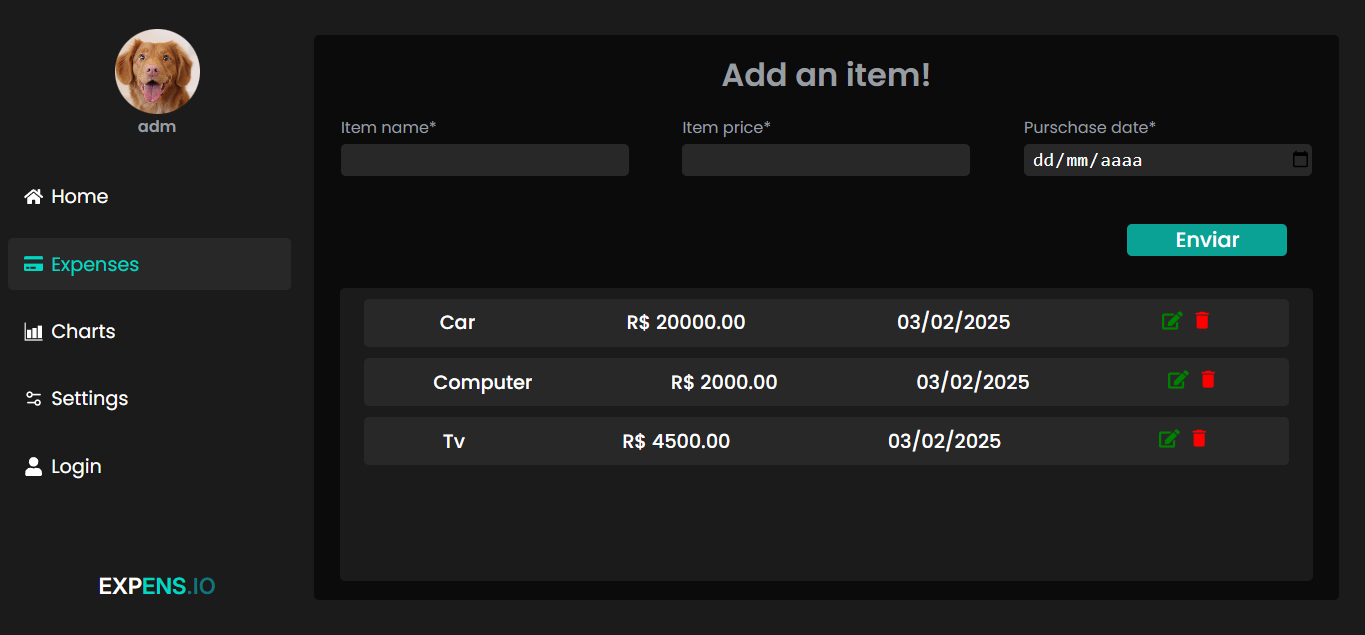 adm
Home
Expenses
Charts
Settings
Login
EXPENS.IO
Add an item!
Item name*
Item price*
Purschase date*
dd/mm/aaaa
Enviar
Car R$ 20000.00 03/02/2025
Computer R$ 2000.00 03/02/2025
Tv R$ 4500.00 03/02/2025